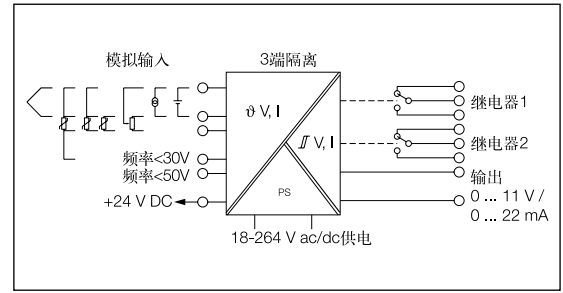 模拟输入
3端隔离
ϑ V, I
V, I
继电器1
继电器2
频率<30V
频率<50V
+24 V DC
PS
输出
0 ... 11 V /
0 ... 22 mA
18-264 V ac/dc供电